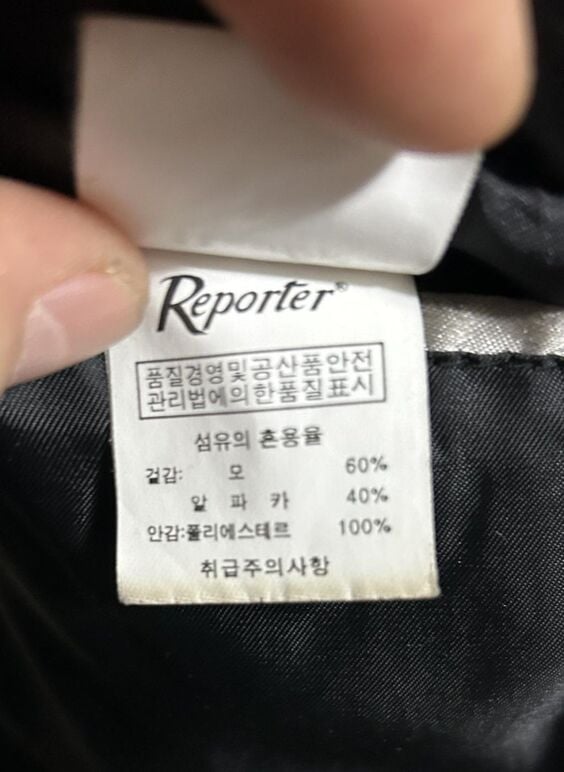 Reporter®
품질경영및공산품안전
관리법에의한품질표시
섬유의 혼용율
겉감: 모 60%
알 파 카 40%
안감:폴리에스테르 100%
취급주의사항